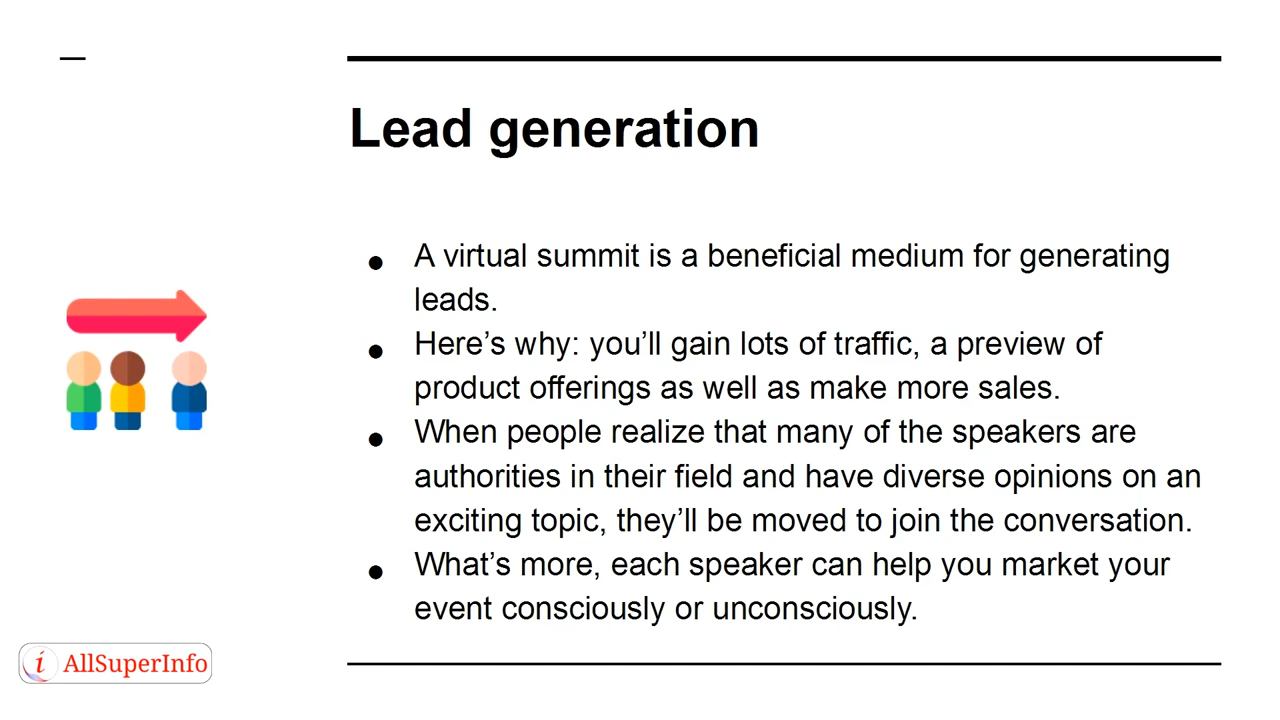 Lead generation
● A virtual summit is a beneficial medium for generating
leads.
● Here’s why: you’ll gain lots of traffic, a preview of
product offerings as well as make more sales.
● When people realize that many of the speakers are
authorities in their field and have diverse opinions on an
exciting topic, they’ll be moved to join the conversation.
● What’s more, each speaker can help you market your
event consciously or unconsciously.
i AllSuperInfo